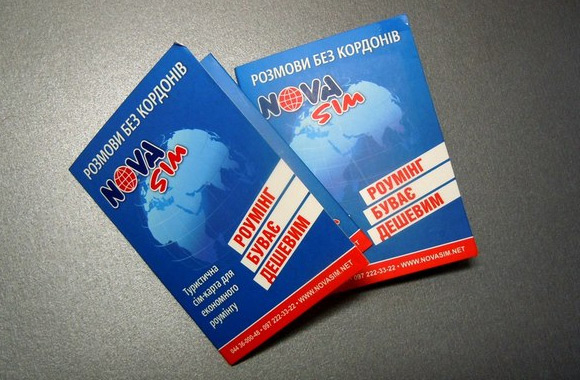 РОЗМОВИ БЕЗ КОРДОНІВ
NOVA
SIM
РОУМІНГ
БУВАЄ
ДЕШЕВИМ
Туристична
сім-карта для
економного
роумінгу
044 36-000-48 • 097 222-33-22 • WWW.NOVASIM.NET
РОЗМОВИ БЕЗ КОРДОНІВ
NOVA
SIM
РОУМІНГ
БУВАЄ
ДЕШЕВИМ
097 222-33-22 • WWW.NOVASIM.NET